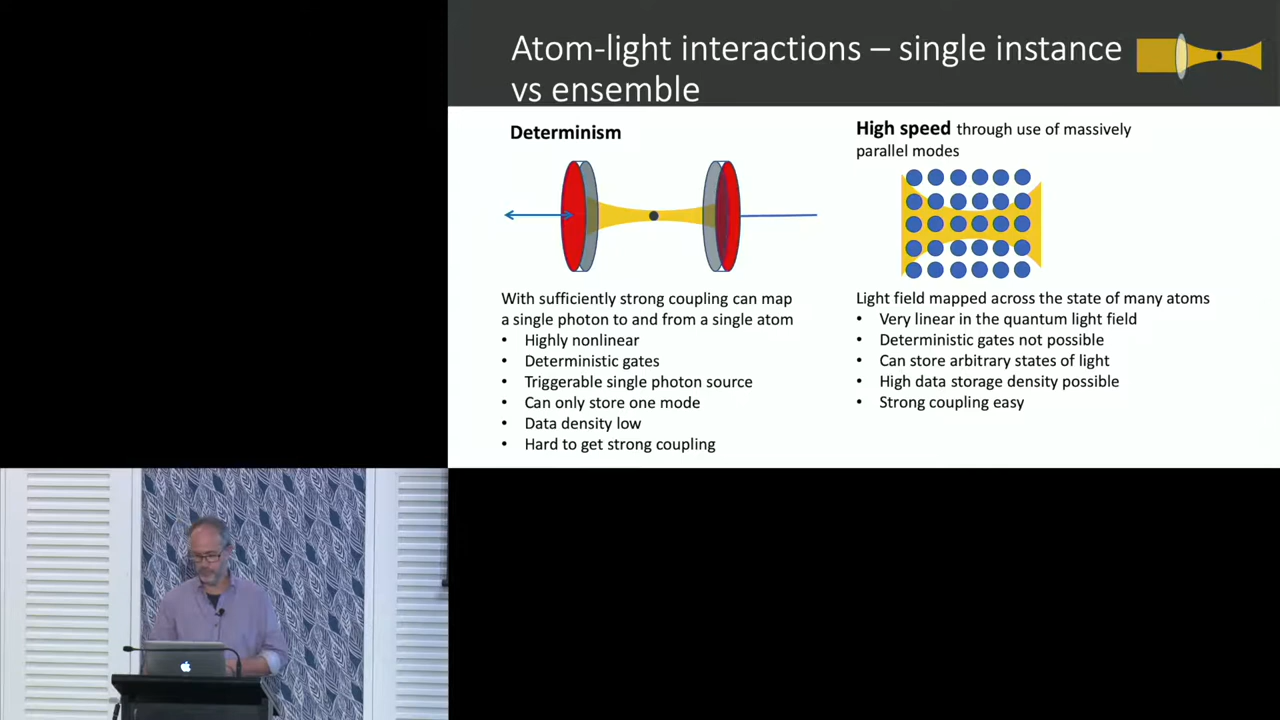 Atom-light interactions – single instance
vs ensemble
Determinism
With sufficiently strong coupling can map
a single photon to and from a single atom
• Highly nonlinear
• Deterministic gates
• Triggerable single photon source
• Can only store one mode
• Data density low
• Hard to get strong coupling
High speed through use of massively
parallel modes
Light field mapped across the state of many atoms
• Very linear in the quantum light field
• Deterministic gates not possible
• Can store arbitrary states of light
• High data storage density possible
• Strong coupling easy